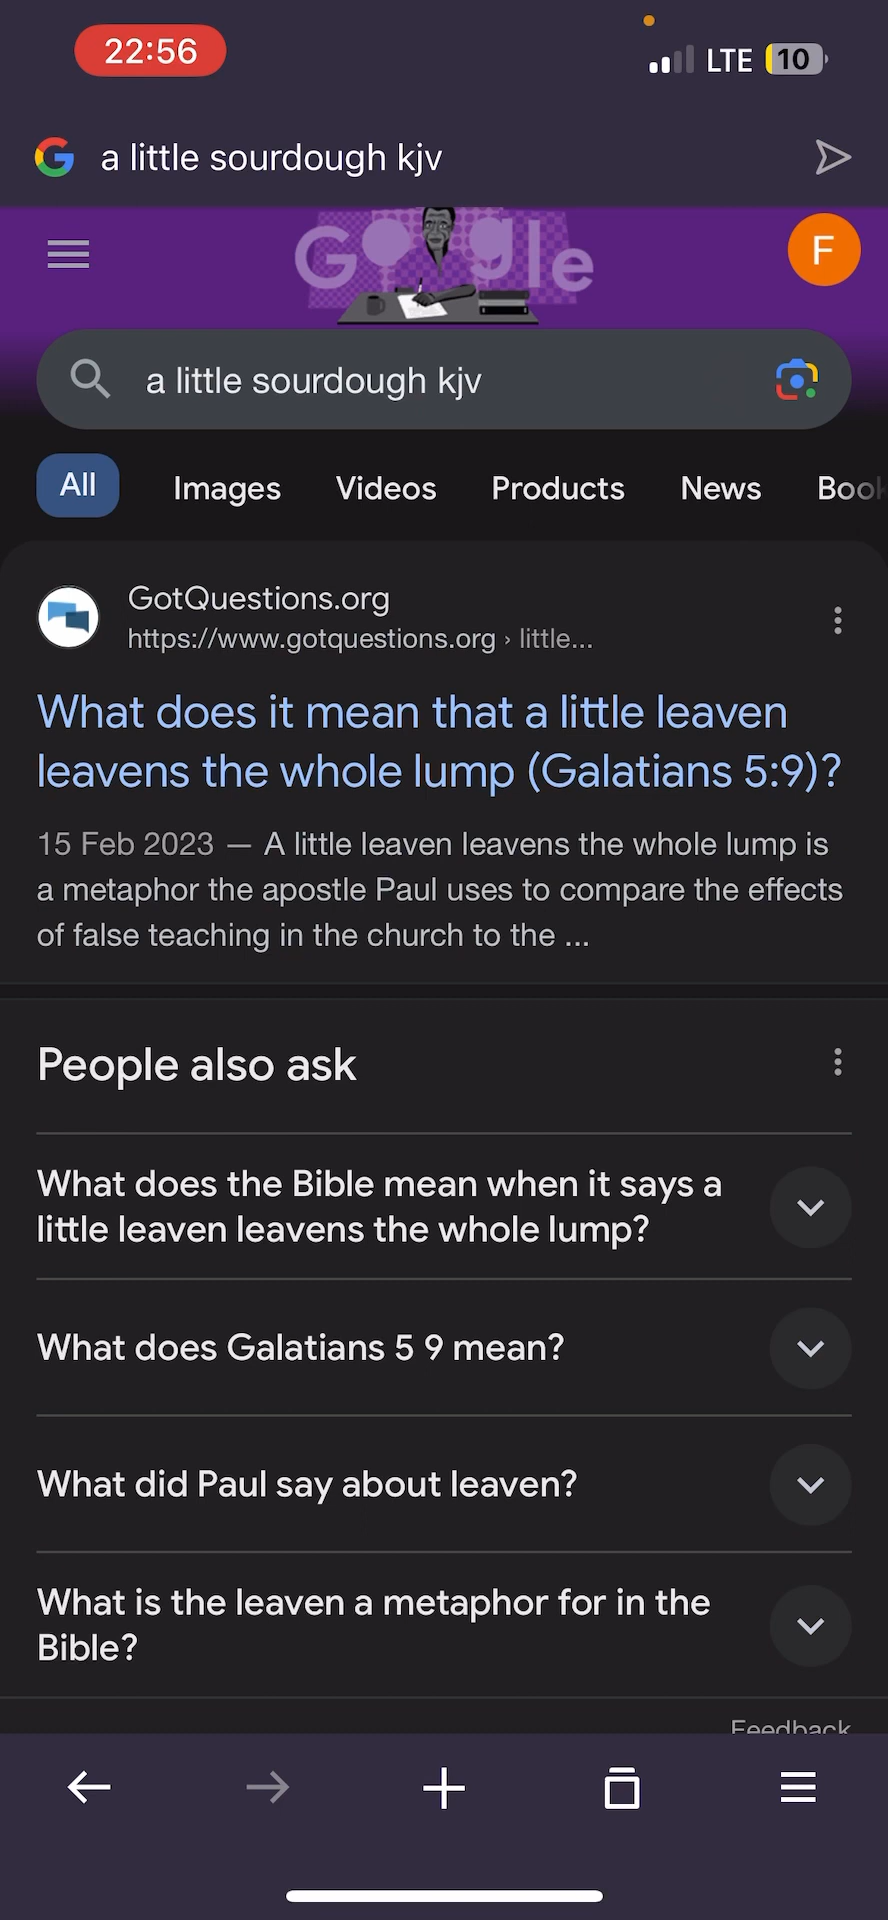 22:56
LTE 10
a little sourdough kjv
Google
F
a little sourdough kjv
All Images Videos Products News Book
GotQuestions.org
https://www.gotquestions.org › little...
What does it mean that a little leaven
leavens the whole lump (Galatians 5:9)?
15 Feb 2023 — A little leaven leavens the whole lump is
a metaphor the apostle Paul uses to compare the effects
of false teaching in the church to the ...
People also ask
What does the Bible mean when it says a
little leaven leavens the whole lump?
What does Galatians 5 9 mean?
What did Paul say about leaven?
What is the leaven a metaphor for in the
Bible?
Feedback